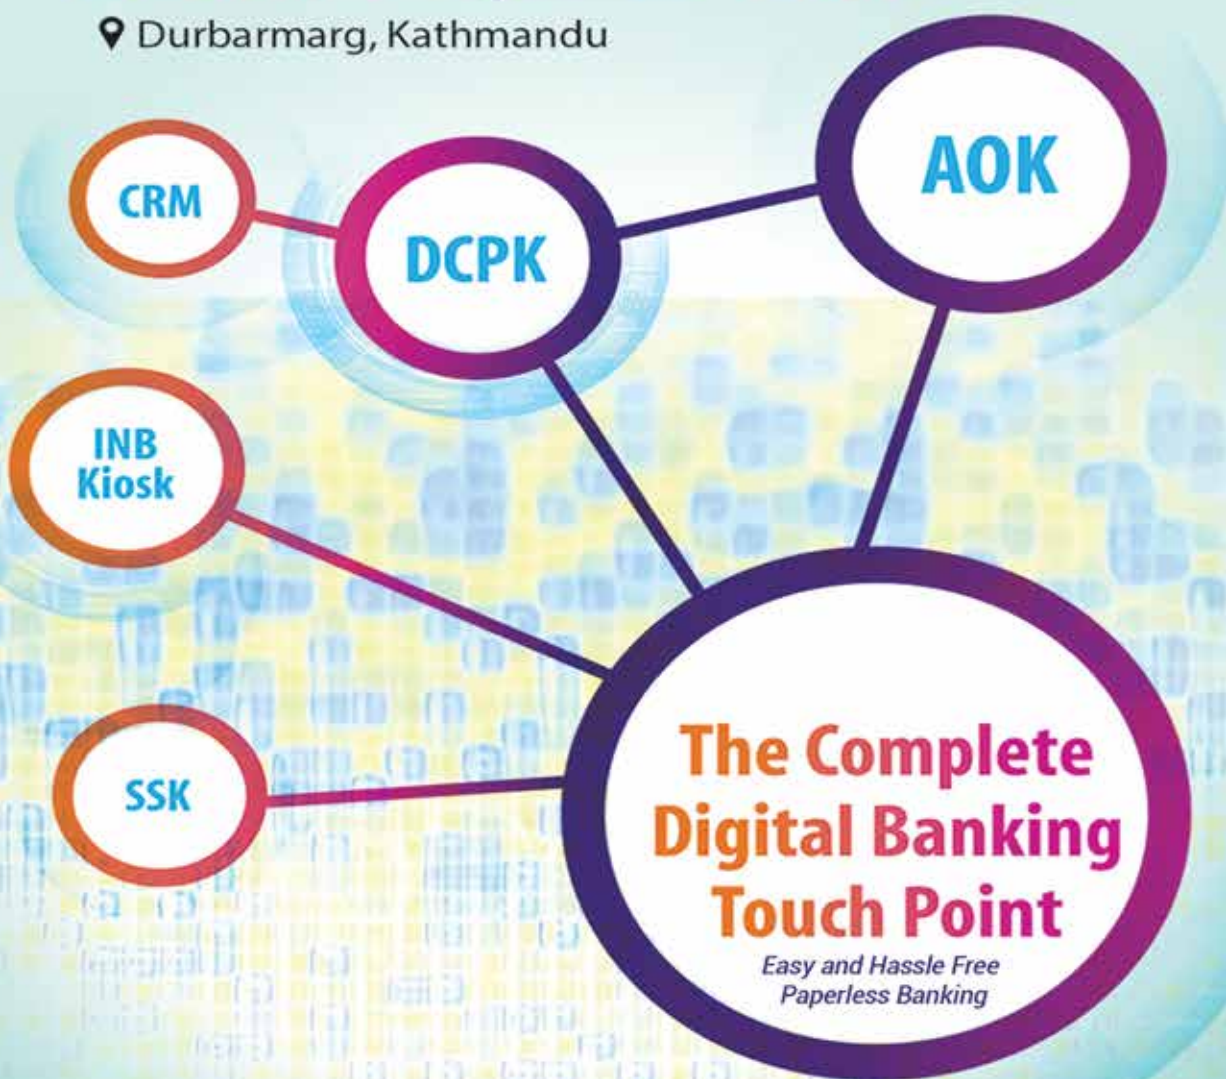 Durbarmarg, Kathmandu
CRM
DCPK
AOK
INB
Kiosk
SSK
The Complete
Digital Banking
Touch Point
Easy and Hassle Free
Paperless Banking